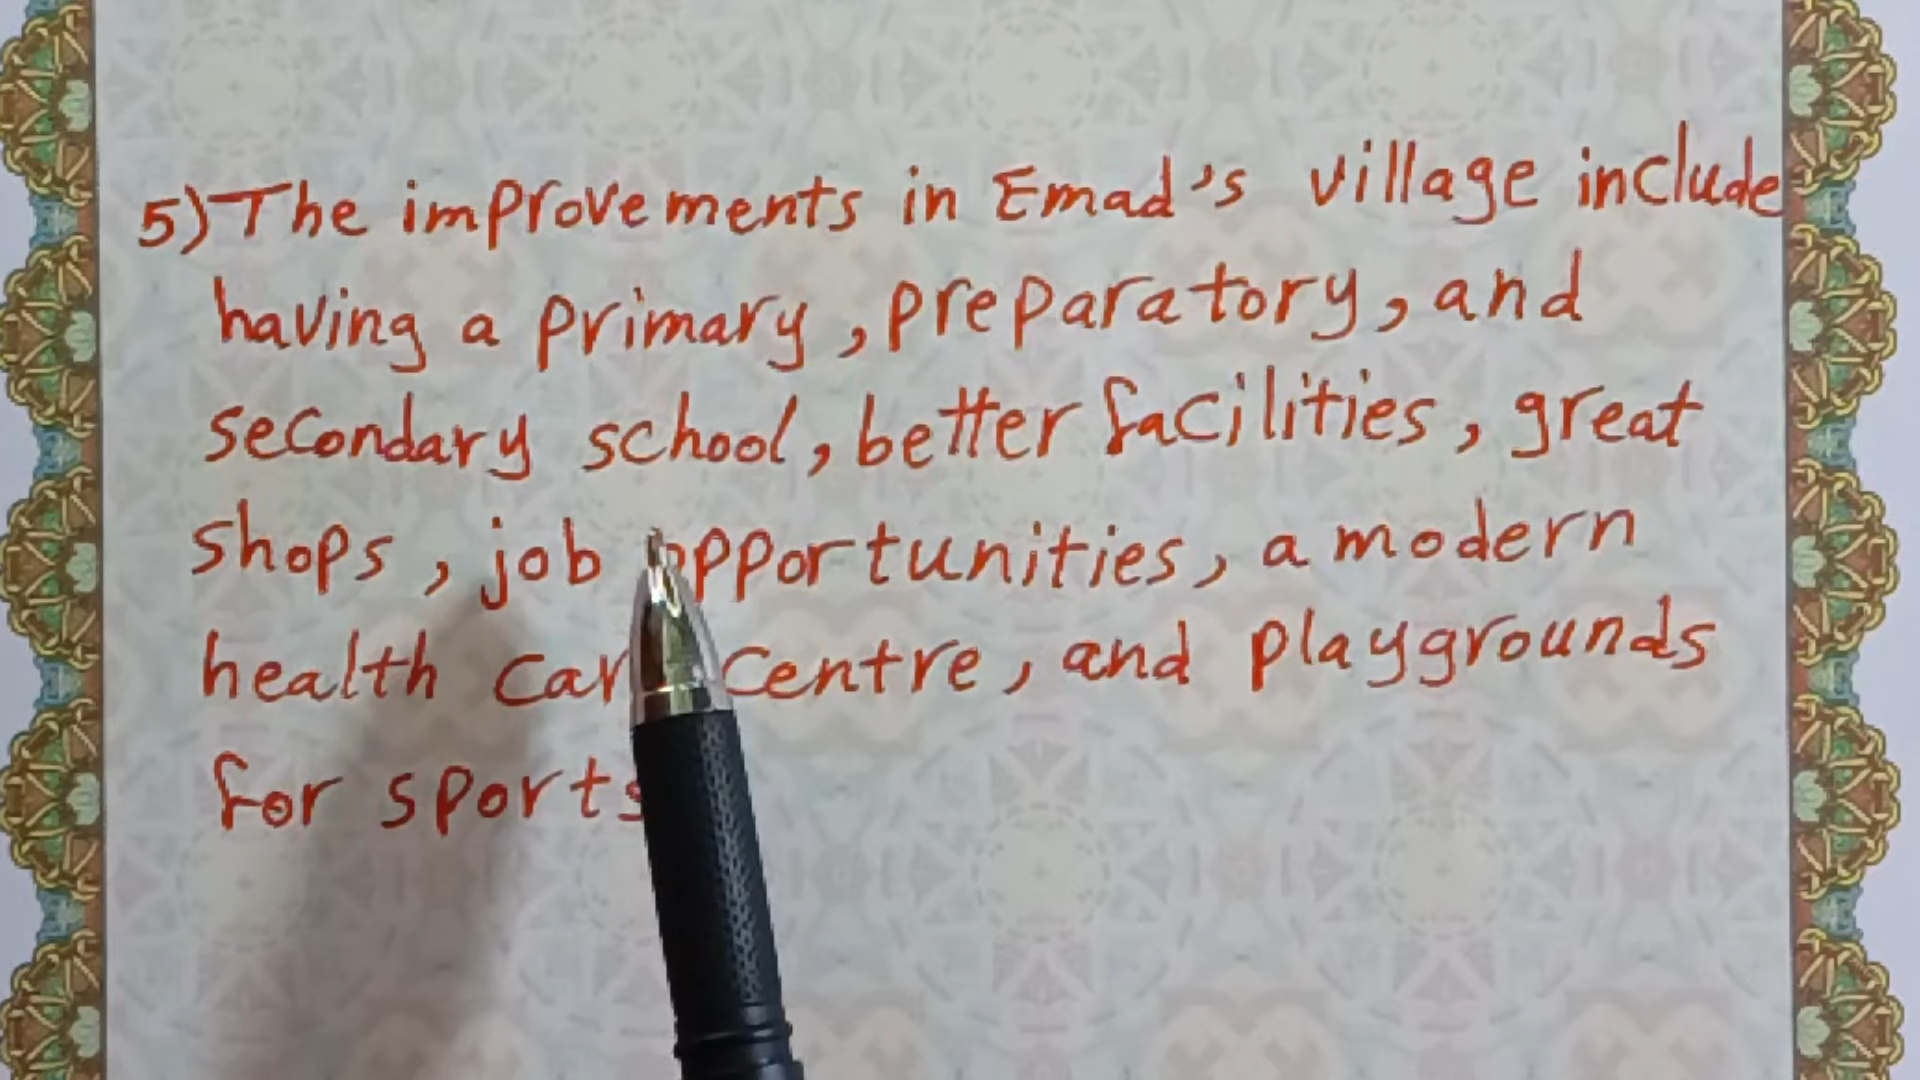 5) The improvements in Emad's village include
having a primary, preparatory, and
secondary school, better facilities, great
shops, job opportunities, a modern
health care centre, and playgrounds
for sports